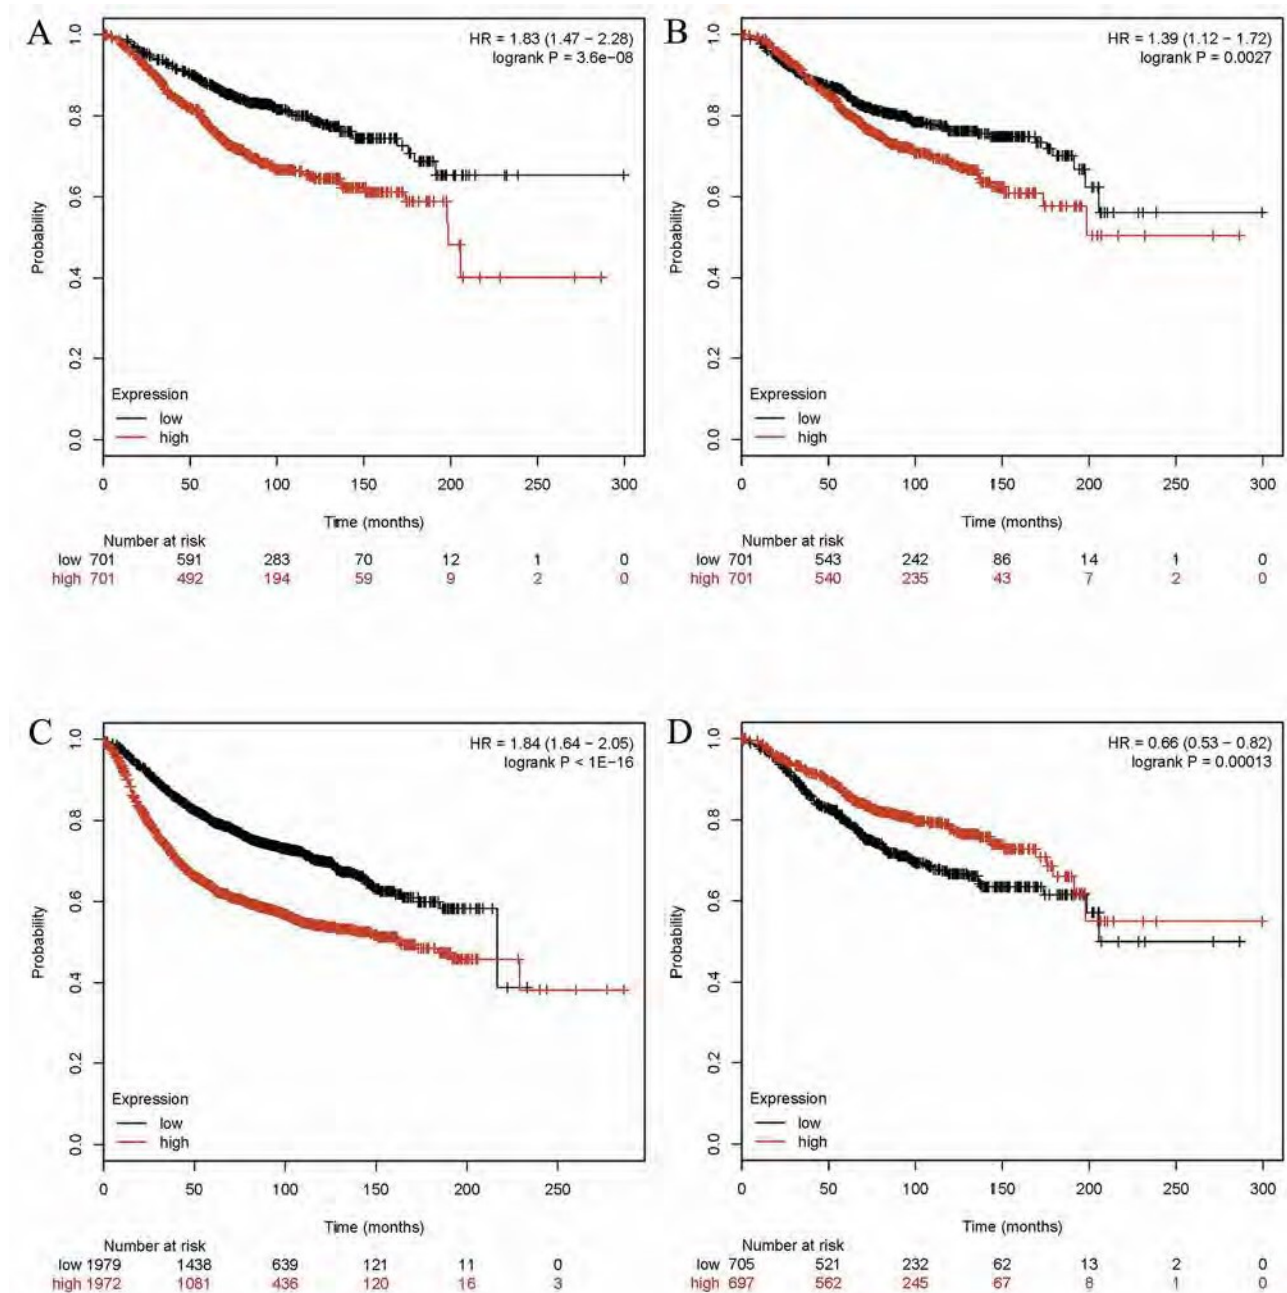 A
HR = 1.83 (1.47 − 2.28)
logrank P = 3.6e−08
Probability
1.0
0.8
0.6
0.4
0.2
0.0
Expression
low
high
0 50 100 150 200 250 300
Time (months)
Number at risk
low 701 591 283 70 12 1 0
high 701 492 194 59 9 2 0
B
HR = 1.39 (1.12 − 1.72)
logrank P = 0.0027
Probability
1.0
0.8
0.6
0.4
0.2
0.0
Expression
low
high
0 50 100 150 200 250 300
Time (months)
Number at risk
low 701 543 242 86 14 1 0
high 701 540 235 43 7 2 0
C
HR = 1.84 (1.64 − 2.05)
logrank P < 1E−16
Probability
1.0
0.8
0.6
0.4
0.2
0.0
Expression
low
high
0 50 100 150 200 250
Time (months)
Number at risk
low 1979 1438 639 121 11 0
high 1972 1081 436 120 16 3
D
HR = 0.66 (0.53 − 0.82)
logrank P = 0.00013
Probability
1.0
0.8
0.6
0.4
0.2
0.0
Expression
low
high
0 50 100 150 200 250 300
Time (months)
Number at risk
low 705 521 232 62 13 2 0
high 697 562 245 67 8 1 0